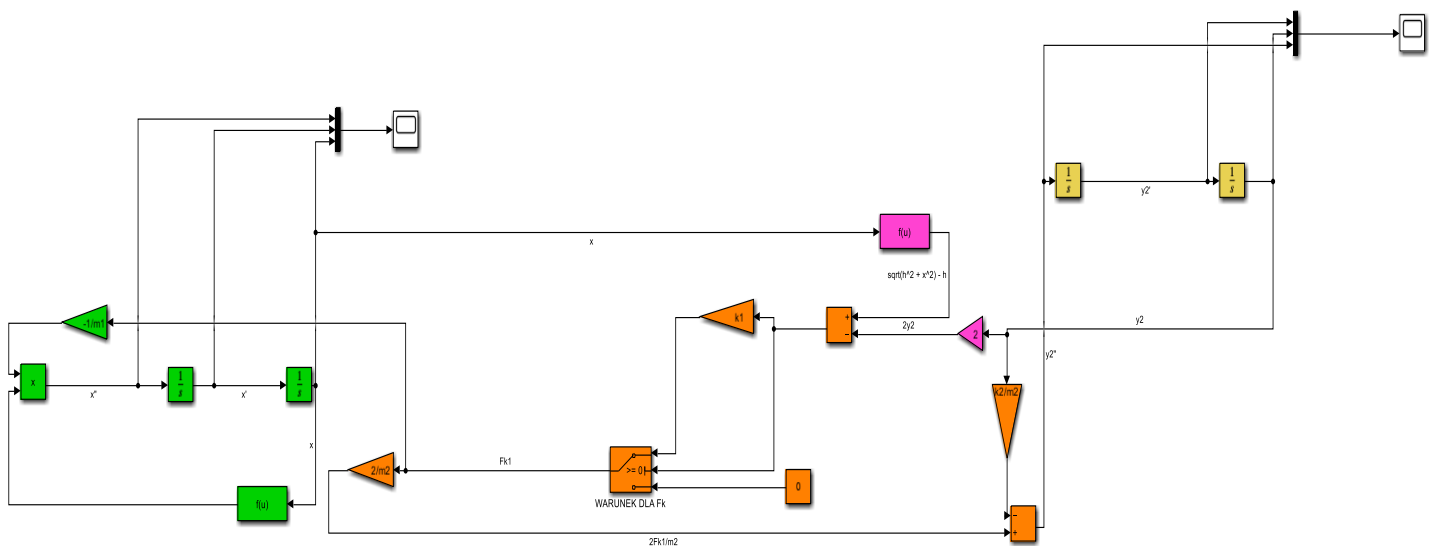 1
s
y2'
1
s
f(u)
x
sqrt(h^2 + x^2) - h
-1/m1
k1
+
−
2y2
2
y2
y2"
x
x"
1
s
x'
1
s
k2/m2
x
2/m2
Fk1
>= 0
0
f(u)
WARUNEK DLA Fk
−
+
2Fk1/m2